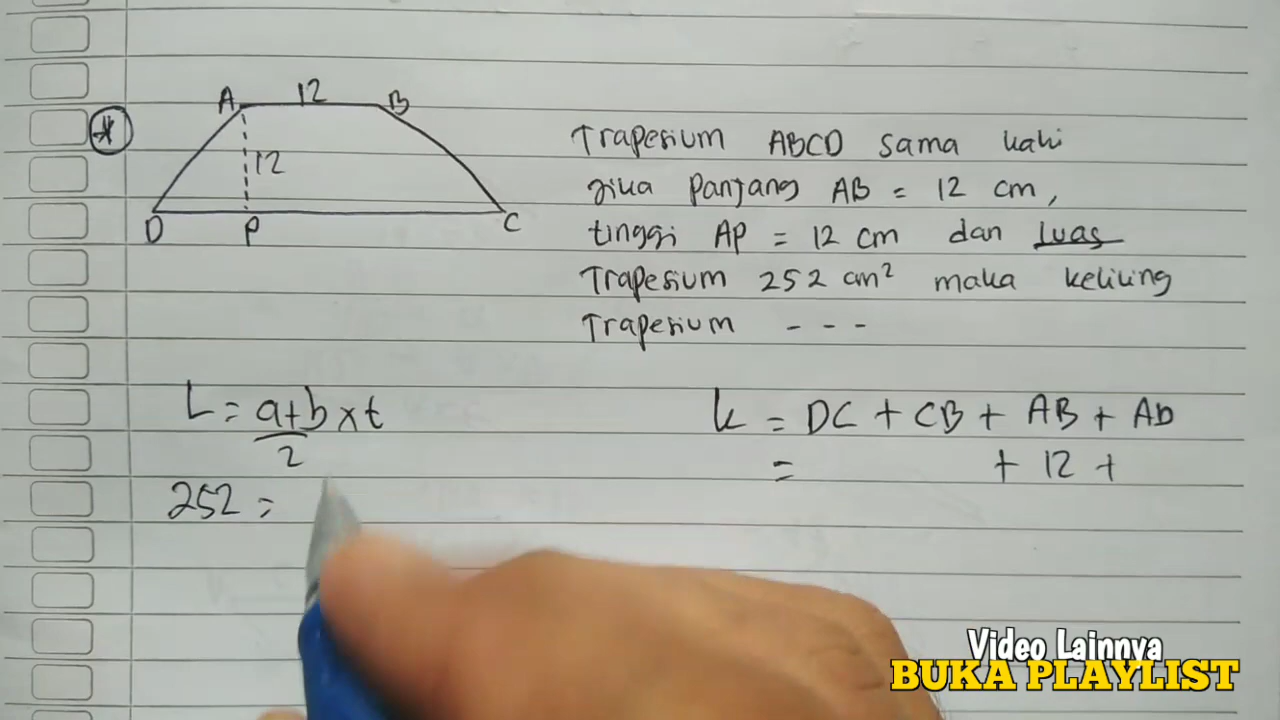 A 12 B
*
12
D P C
Trapesium ABCD sama kaki
jika Panjang AB = 12 cm,
tinggi AP = 12 cm dan Luas
Trapesium 252 cm² maka keliling
Trapesium - - -
L = a+b/2 x t
252 =
k = DC + CB + AB + AD
= + 12 +
Video Lainnya
BUKA PLAYLIST